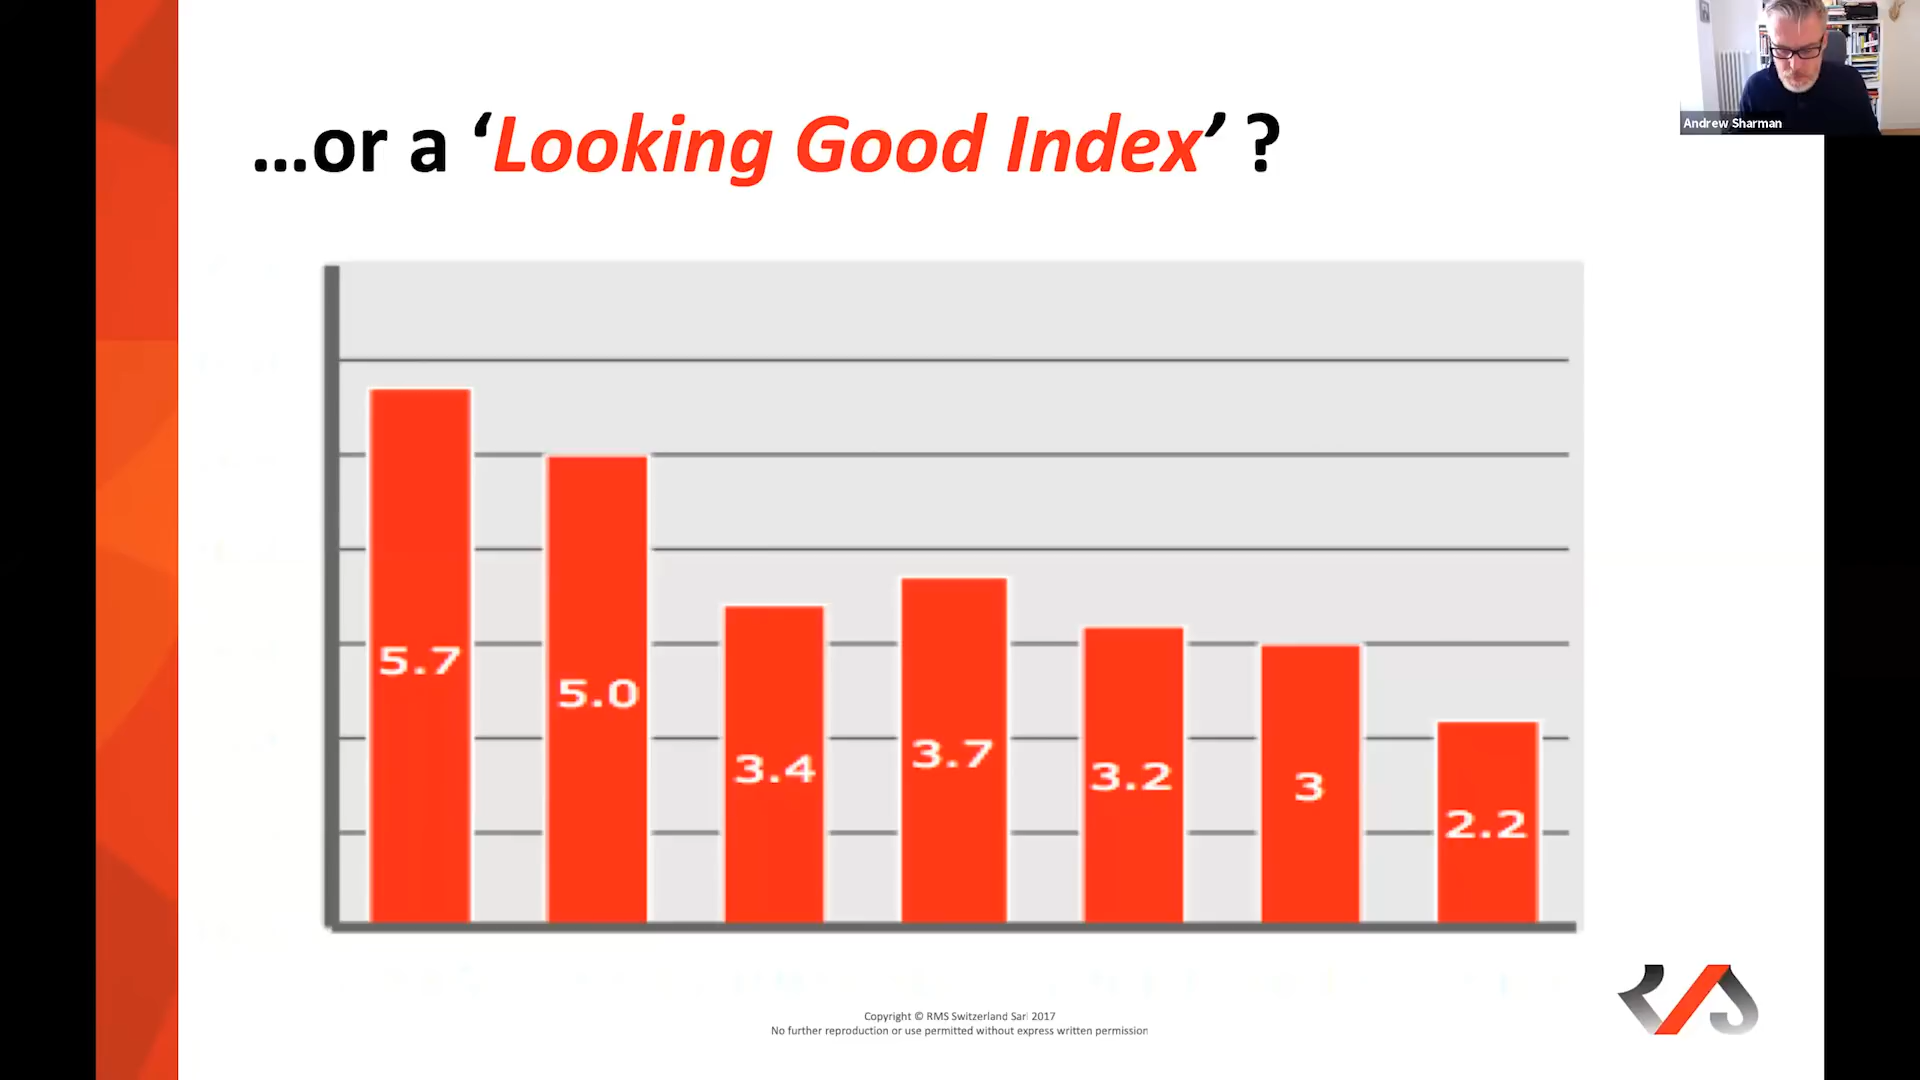 Andrew Sharman
...or a ‘Looking Good Index’ ?
5.7
5.0
3.4
3.7
3.2
3
2.2
Copyright © RMS Switzerland Sarl 2017
No further reproduction or use permitted without express written permission